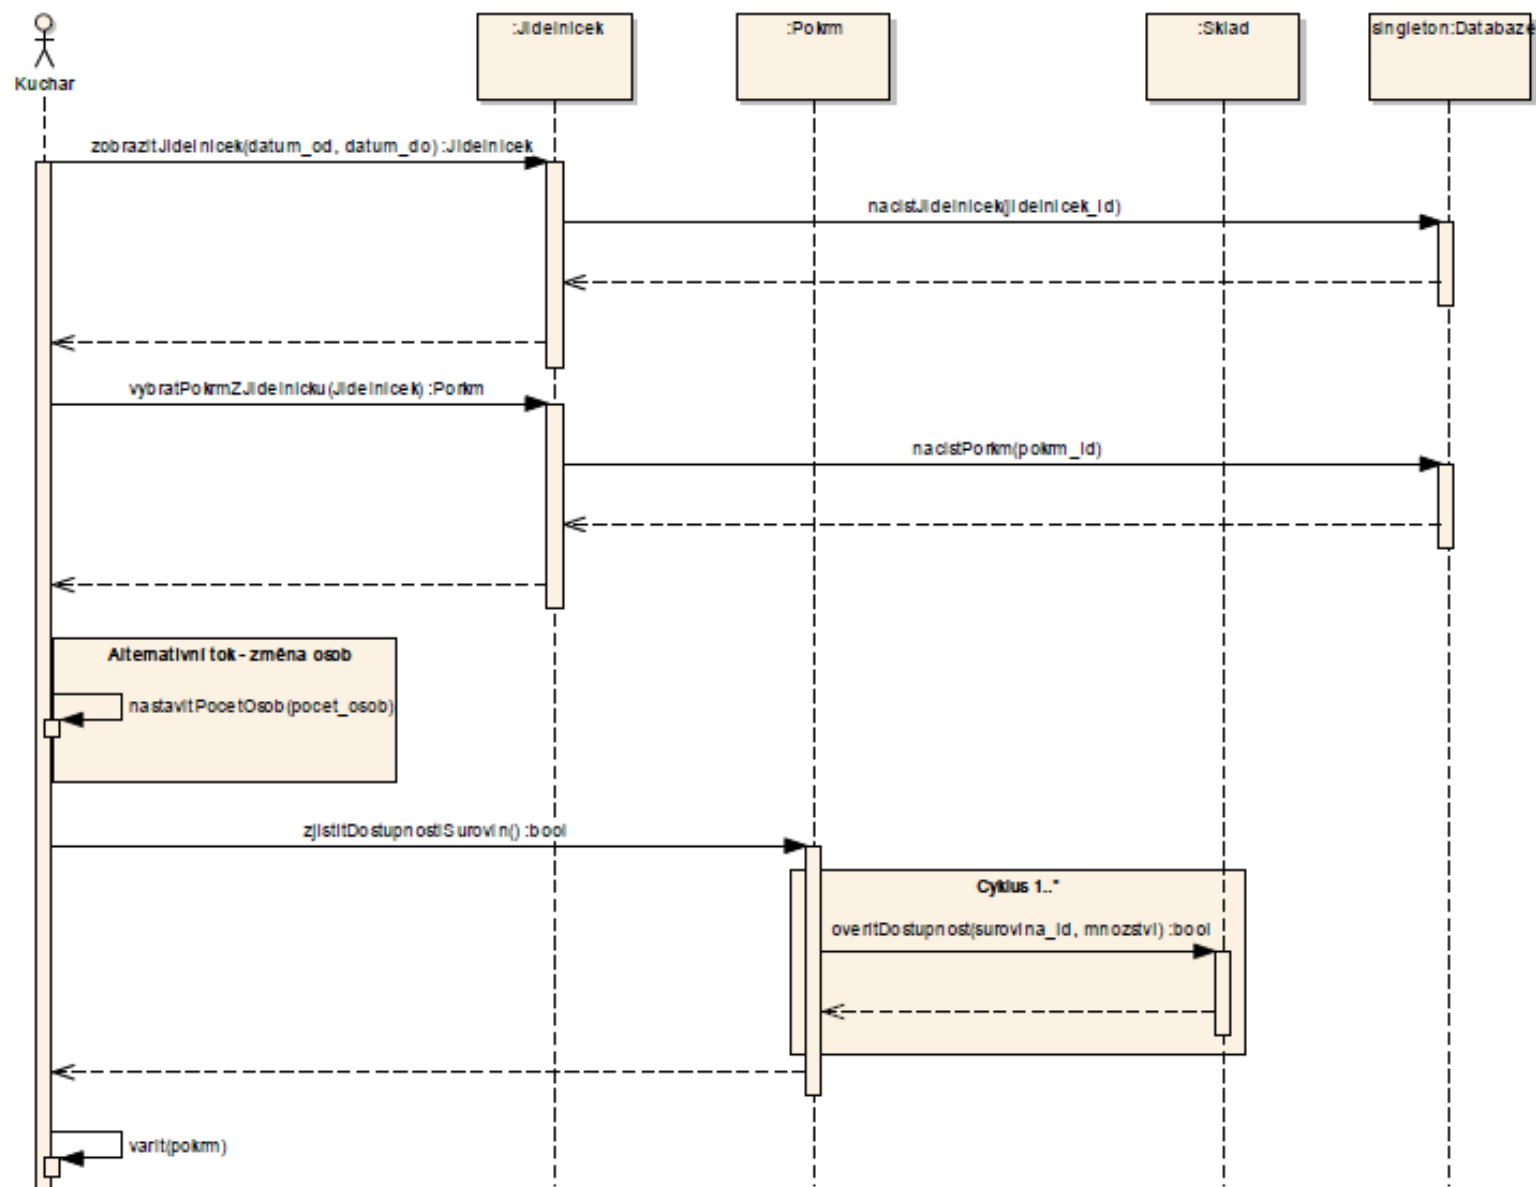 :Jidelnicek
:Pokrm
:Sklad
singleton:Databaze
Kuchar
zobrazitJidelnicek(datum_od, datum_do) :Jidelnicek
nacistJidelnicek(jidelnicek_id)
vybratPokrmZJidelnicku(Jidelnicek) :Porkm
nacistPorkm(pokrm_id)
Alternativní tok - změna osob
nastavitPocetOsob(pocet_osob)
zjistitDostupnostiSurovin() :bool
Cyklus 1..*
overitDostupnost(surovina_id, mnozstvi) :bool
varit(pokrm)